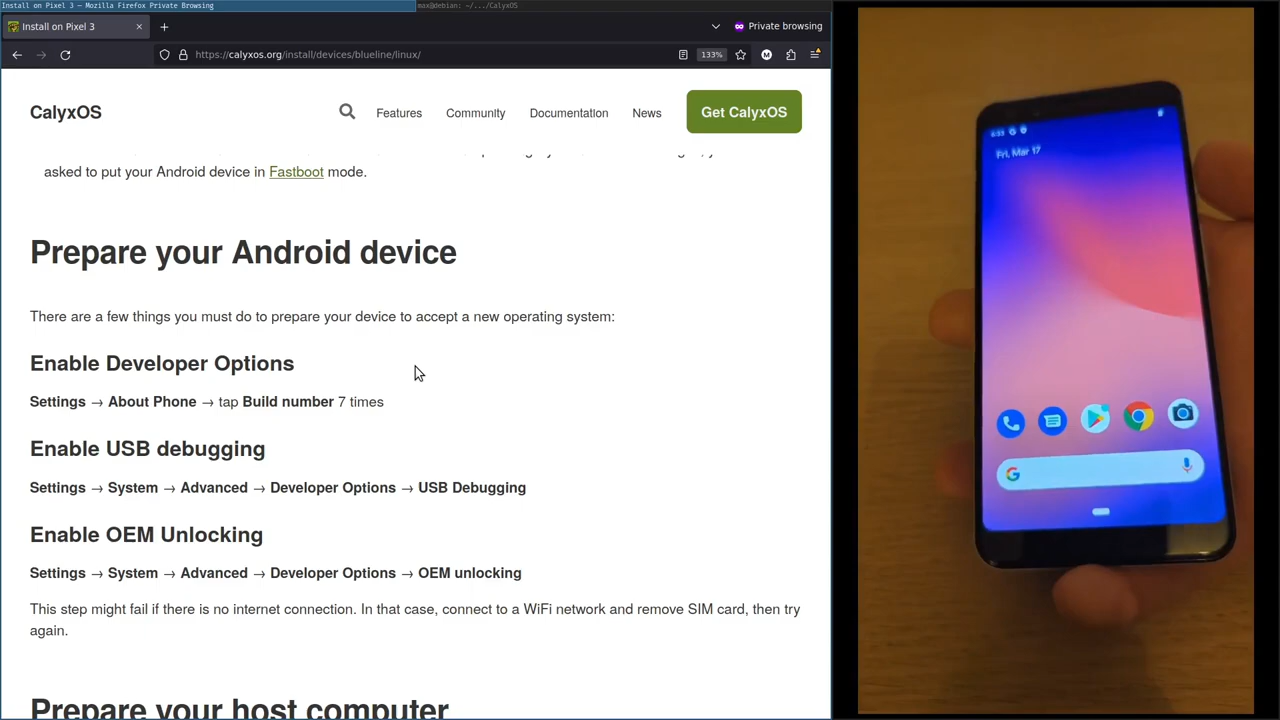 Install on Pixel 3 — Mozilla Firefox Private Browsing
max@debian: ~/.../CalyxOS
Install on Pixel 3
Private browsing
https://calyxos.org/install/devices/blueline/linux/
133%
M
CalyxOS
Features
Community
Documentation
News
Get CalyxOS
asked to put your Android device in Fastboot mode.
Prepare your Android device
There are a few things you must do to prepare your device to accept a new operating system:
Enable Developer Options
Settings → About Phone → tap Build number 7 times
Enable USB debugging
Settings → System → Advanced → Developer Options → USB Debugging
Enable OEM Unlocking
Settings → System → Advanced → Developer Options → OEM unlocking
This step might fail if there is no internet connection. In that case, connect to a WiFi network and remove SIM card, then try
again.
Prepare your host computer
Fri, Mar 17
G